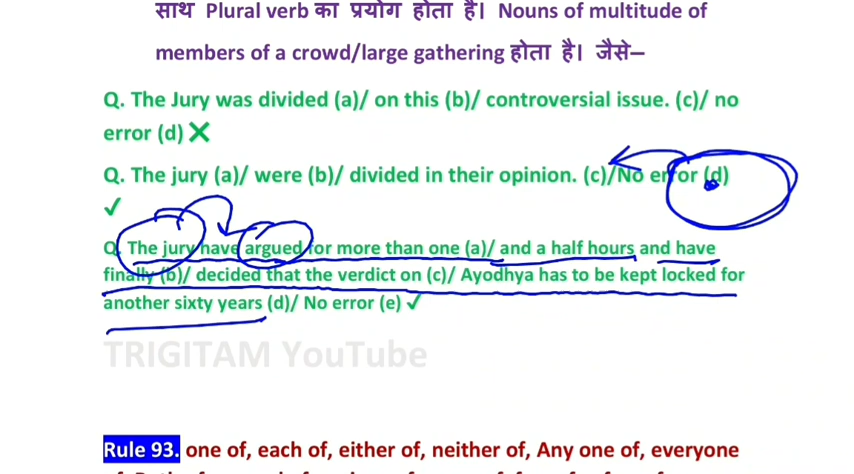 साथ Plural verb का प्रयोग होता है। Nouns of multitude of
members of a crowd/large gathering होता है। जैसे–
Q. The Jury was divided (a)/ on this (b)/ controversial issue. (c)/ no
error (d) ❌
Q. The jury (a)/ were (b)/ divided in their opinion. (c)/No error (d)
✓
Q. The jury have argued for more than one (a)/ and a half hours and have
finally (b)/ decided that the verdict on (c)/ Ayodhya has to be kept locked for
another sixty years (d)/ No error (e) ✓
TRIGITAM YouTube
Rule 93. one of, each of, either of, neither of, Any one of, everyone